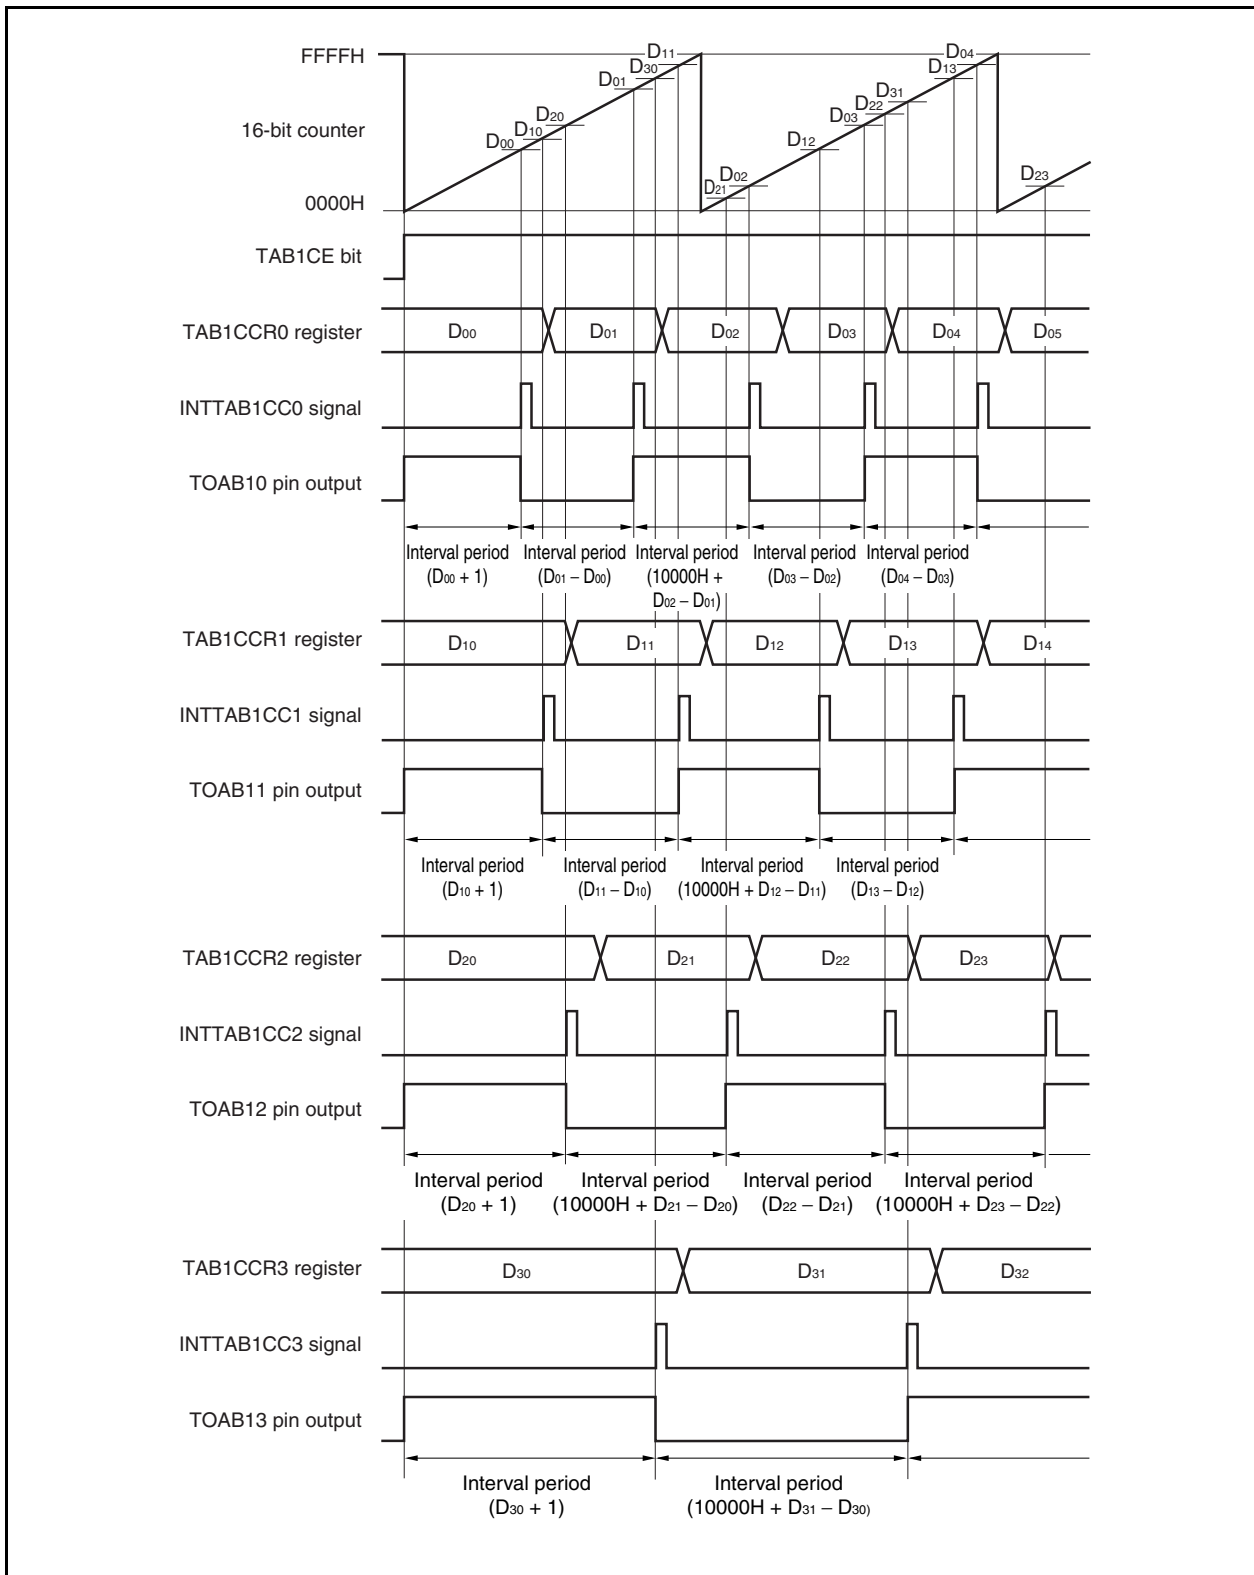 FFFFH
D11
D04
D30
D13
D01
D31
D22
16-bit counter
D20
D10
D00
D03
D12
D02
D21
D23
0000H
TAB1CE bit
TAB1CCR0 register
D00
D01
D02
D03
D04
D05
INTTAB1CC0 signal
TOAB10 pin output
Interval period
(D00 + 1)
Interval period
(D01 – D00)
Interval period
(10000H +
D02 – D01)
Interval period
(D03 – D02)
Interval period
(D04 – D03)
TAB1CCR1 register
D10
D11
D12
D13
D14
INTTAB1CC1 signal
TOAB11 pin output
Interval period
(D10 + 1)
Interval period
(D11 – D10)
Interval period
(10000H + D12 – D11)
Interval period
(D13 – D12)
TAB1CCR2 register
D20
D21
D22
D23
INTTAB1CC2 signal
TOAB12 pin output
Interval period
(D20 + 1)
Interval period
(10000H + D21 – D20)
Interval period
(D22 – D21)
Interval period
(10000H + D23 – D22)
TAB1CCR3 register
D30
D31
D32
INTTAB1CC3 signal
TOAB13 pin output
Interval period
(D30 + 1)
Interval period
(10000H + D31 – D30)